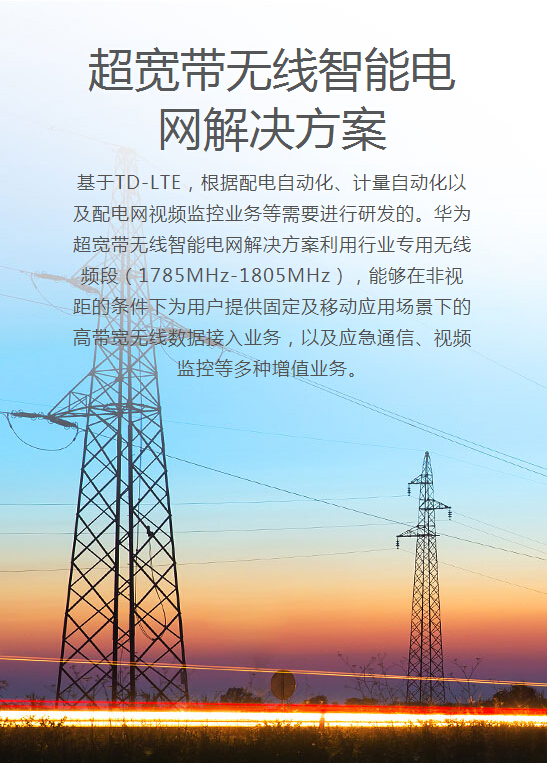 超宽带无线智能电
网解决方案
基于TD-LTE，根据配电自动化、计量自动化以
及配电网视频监控业务等需要进行研发的。华为
超宽带无线智能电网解决方案利用行业专用无线
频段（1785MHz-1805MHz），能够在非视
距的条件下为用户提供固定及移动应用场景下的
高带宽无线数据接入业务，以及应急通信、视频
监控等多种增值业务。